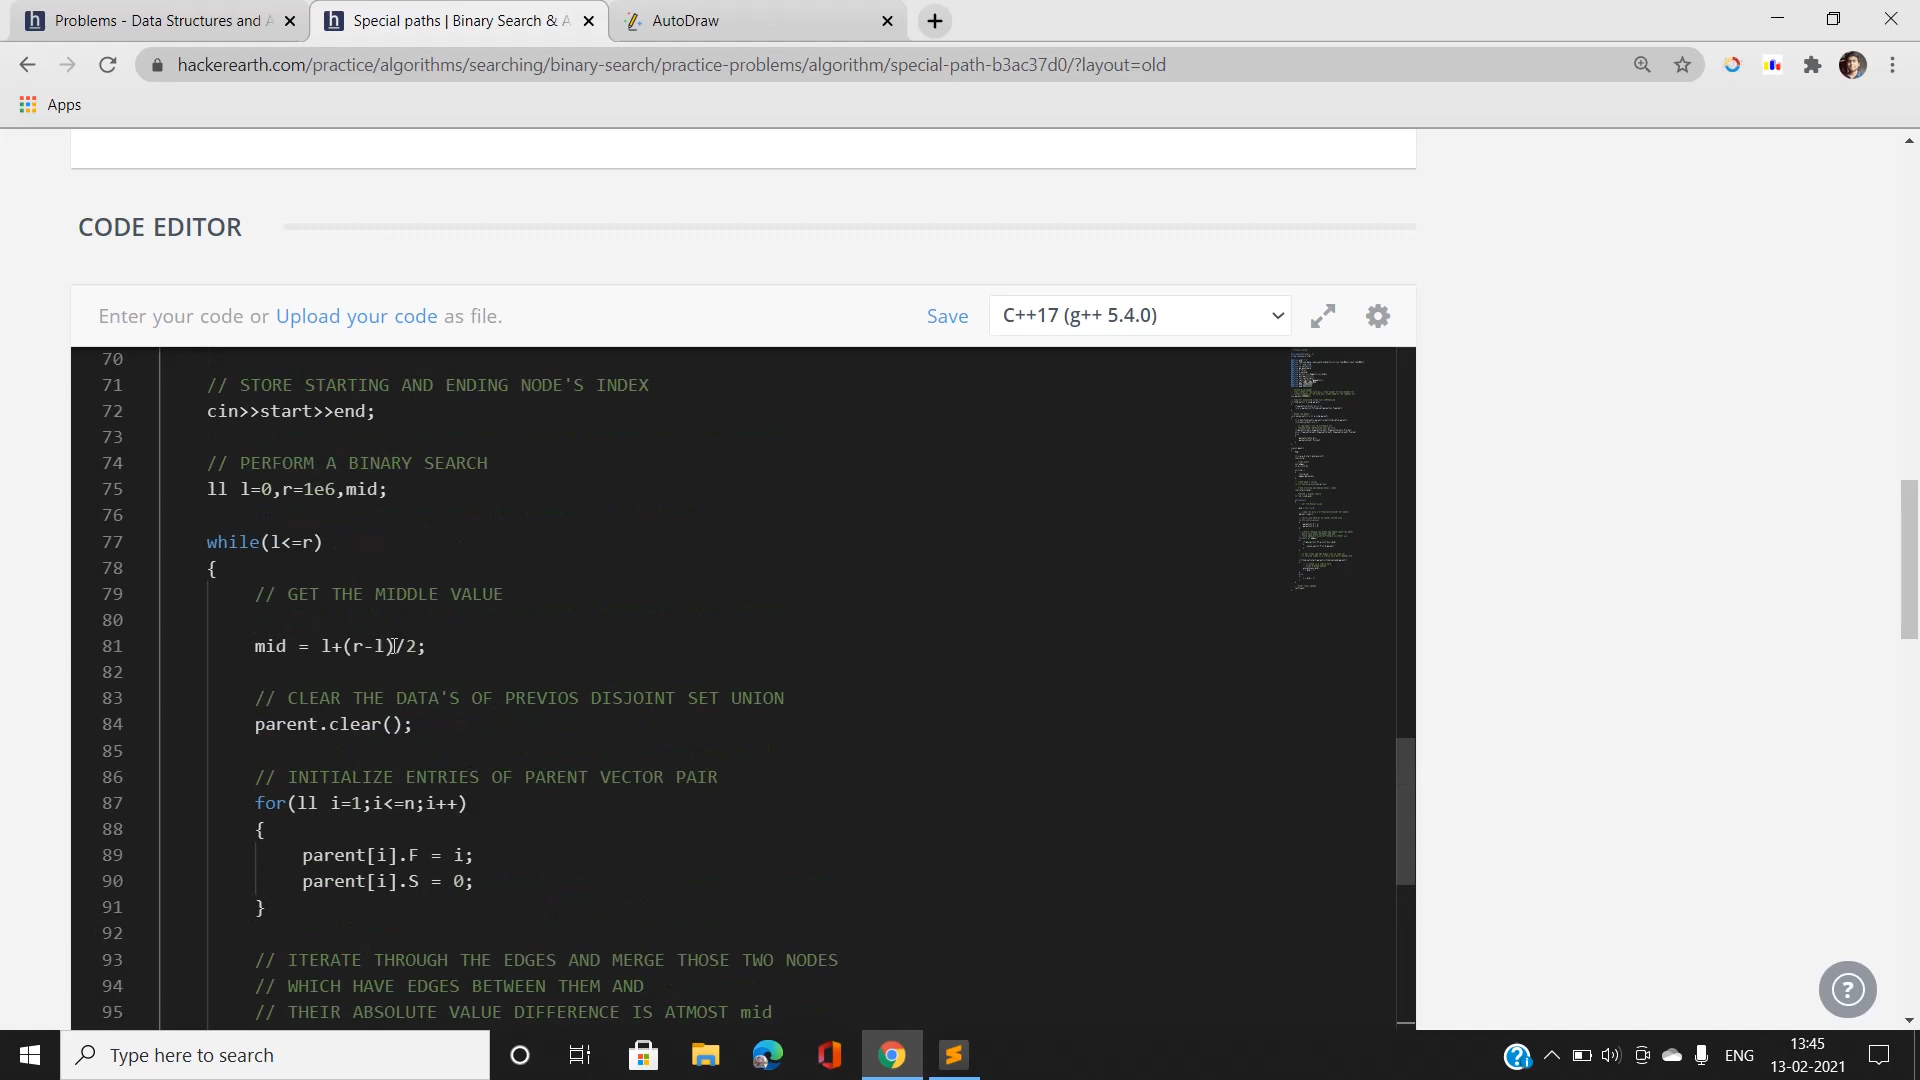 Problems - Data Structures and A
Special paths | Binary Search & A
AutoDraw
hackerearth.com/practice/algorithms/searching/binary-search/practice-problems/algorithm/special-path-b3ac37d0/?layout=old
Apps
CODE EDITOR
Enter your code or Upload your code as file.
Save
C++17 (g++ 5.4.0)
70
71 // STORE STARTING AND ENDING NODE'S INDEX
72 cin>>start>>end;
73
74 // PERFORM A BINARY SEARCH
75 ll l=0,r=1e6,mid;
76
77 while(l<=r)
78 {
79 // GET THE MIDDLE VALUE
80
81 mid = l+(r-l)/2;
82
83 // CLEAR THE DATA'S OF PREVIOS DISJOINT SET UNION
84 parent.clear();
85
86 // INITIALIZE ENTRIES OF PARENT VECTOR PAIR
87 for(ll i=1;i<=n;i++)
88 {
89 parent[i].F = i;
90 parent[i].S = 0;
91 }
92
93 // ITERATE THROUGH THE EDGES AND MERGE THOSE TWO NODES
94 // WHICH HAVE EDGES BETWEEN THEM AND
95 // THEIR ABSOLUTE VALUE DIFFERENCE IS ATMOST mid
?
Type here to search
ENG
13:45
13-02-2021